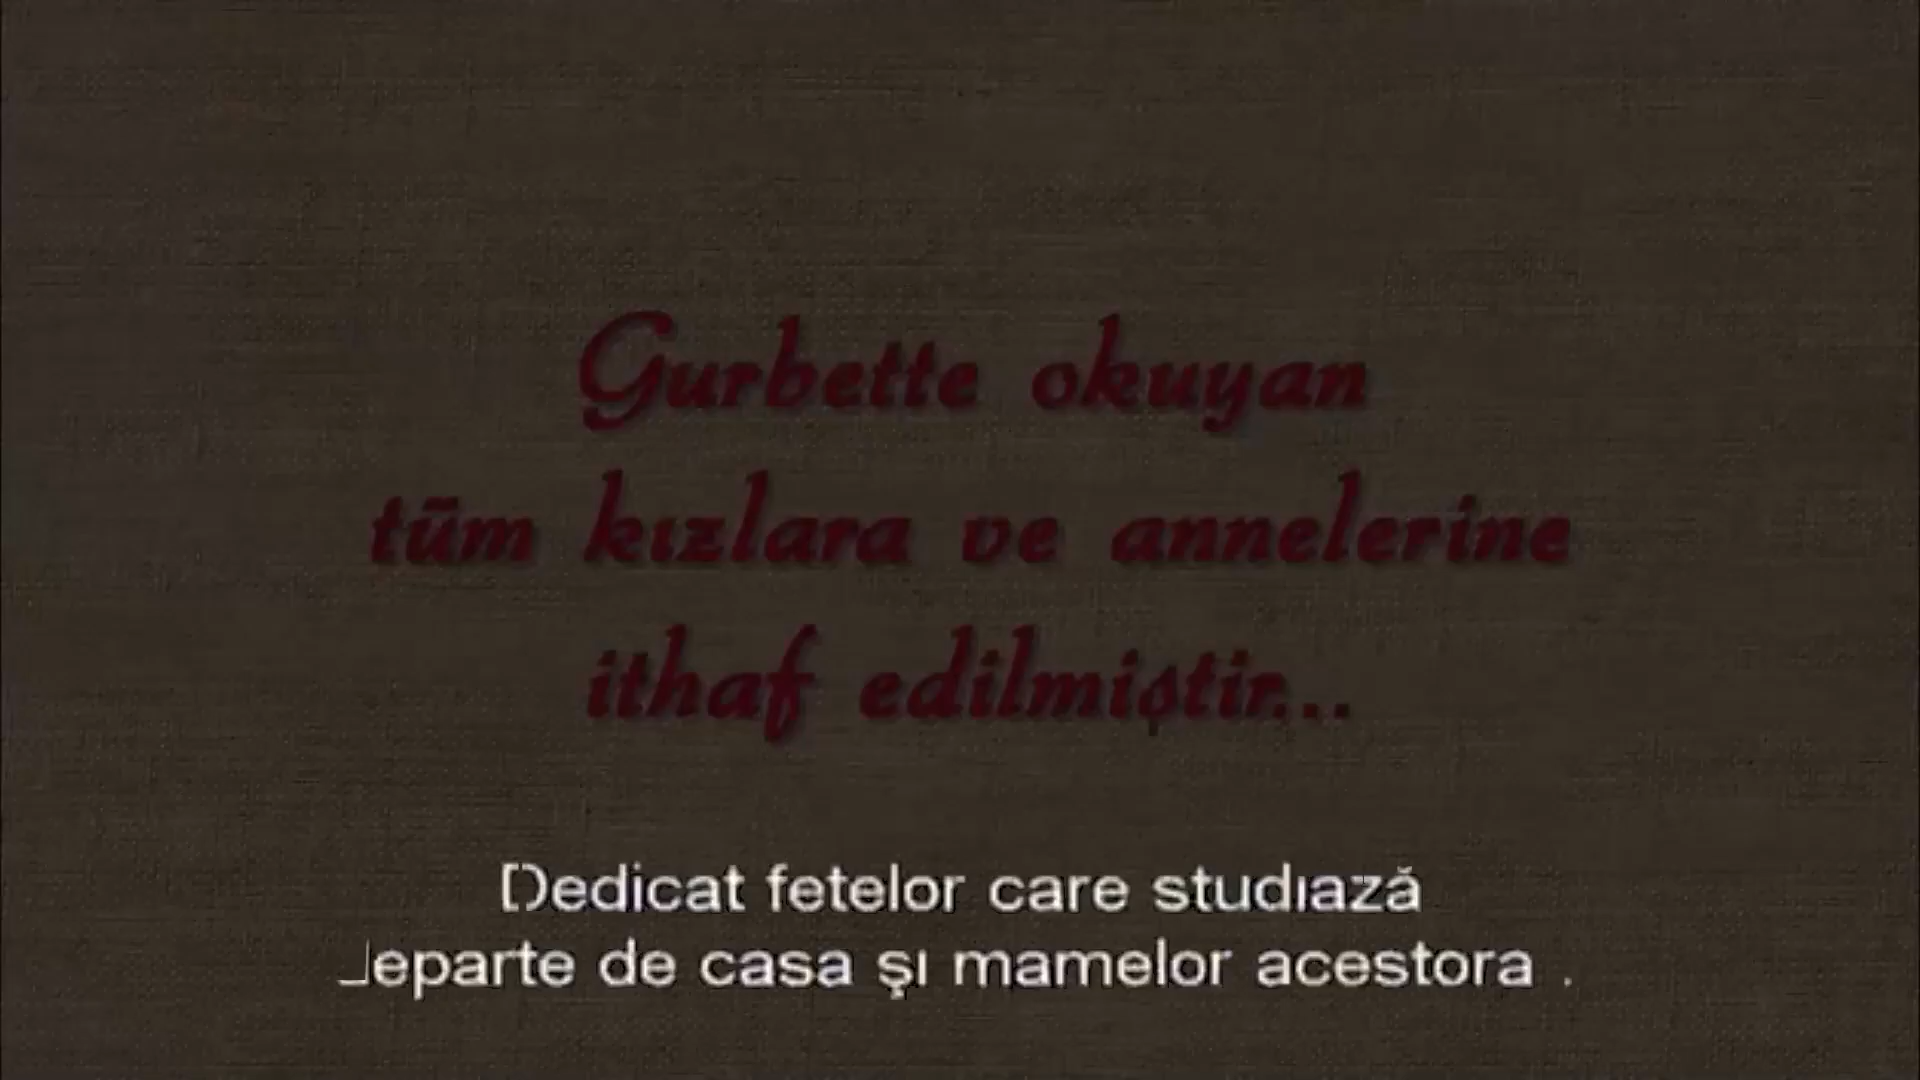 Gurbette okuyan
tüm kızlara ve annelerine
ithaf edilmiştir...
Dedicat fetelor care studiază
departe de casa şi mamelor acestora .